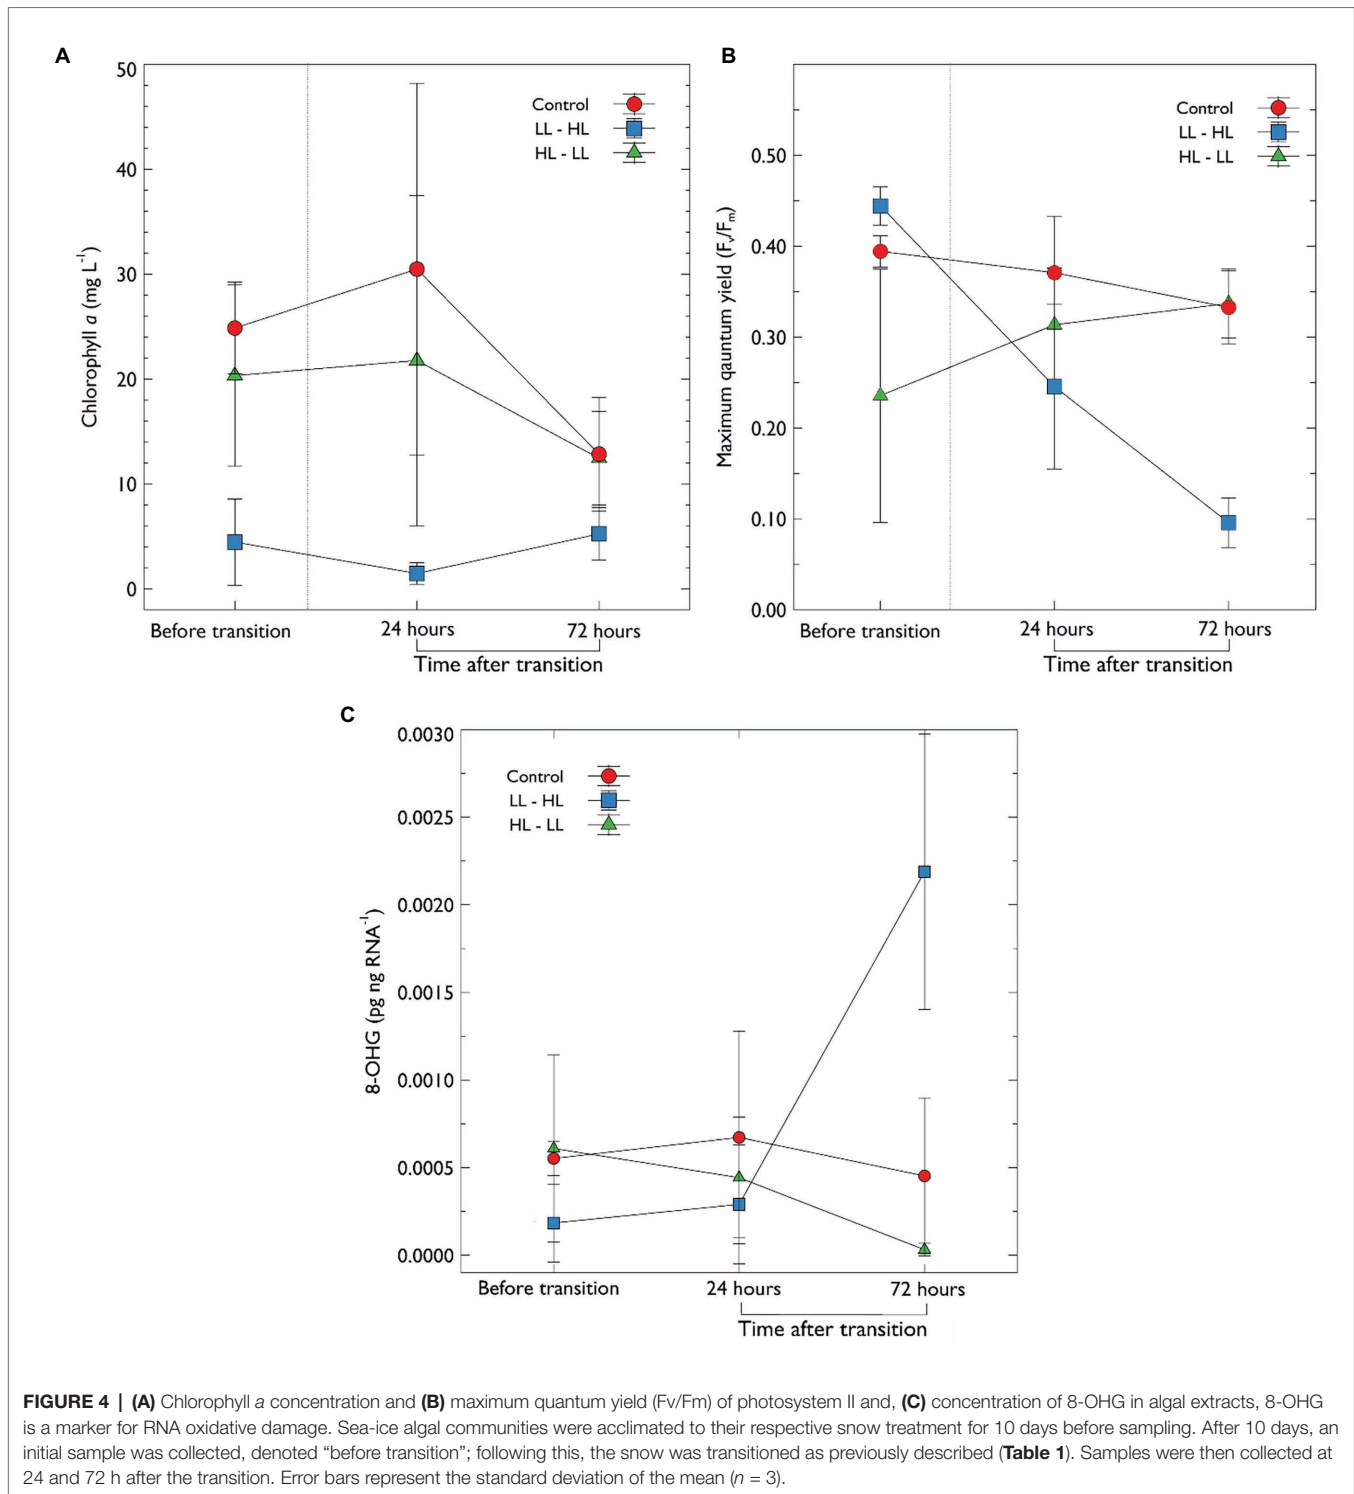 A
50
40
30
20
10
0
Chlorophyll a (mg L-1)
Control
LL - HL
HL - LL
Before transition
24 hours
72 hours
Time after transition
B
0.50
0.40
0.30
0.20
0.10
0.00
Maximum qauntum yield (Fv/Fm)
Control
LL - HL
HL - LL
Before transition
24 hours
72 hours
Time after transition
C
0.0030
0.0025
0.0020
0.0015
0.0010
0.0005
0.0000
8-OHG (pg ng RNA-1)
Control
LL - HL
HL - LL
Before transition
24 hours
72 hours
Time after transition
FIGURE 4 | (A) Chlorophyll a concentration and (B) maximum quantum yield (Fv/Fm) of photosystem II and, (C) concentration of 8-OHG in algal extracts, 8-OHG
is a marker for RNA oxidative damage. Sea-ice algal communities were acclimated to their respective snow treatment for 10 days before sampling. After 10 days, an
initial sample was collected, denoted “before transition”; following this, the snow was transitioned as previously described (Table 1). Samples were then collected at
24 and 72 h after the transition. Error bars represent the standard deviation of the mean (n = 3).